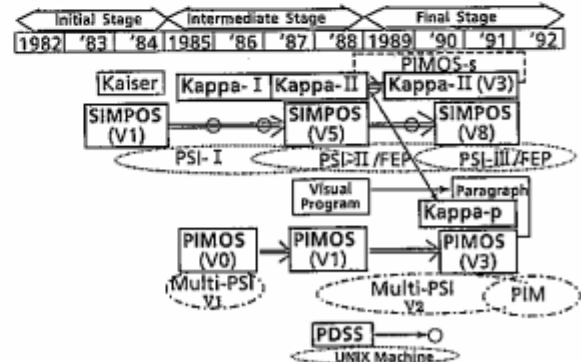 Initial Stage Intermediate Stage Final Stage
1982 '83 '84 1985 '86 '87 '88 1989 '90 '91 '92
PIMOS-s
Kaiser Kappa-I Kappa-II Kappa-II (V3)
SIMPOS SIMPOS SIMPOS
(V1) (V5) (V8)
PSI-I PSI-II/FEP PSI-III/FEP
Visual Paragraph
Program
Kappa-p
PIMOS PIMOS PIMOS
(V0) (V1) (V3)
Multi-PSI Multi-PSI PIM
V1 V2
PDSS
UNIX Machine